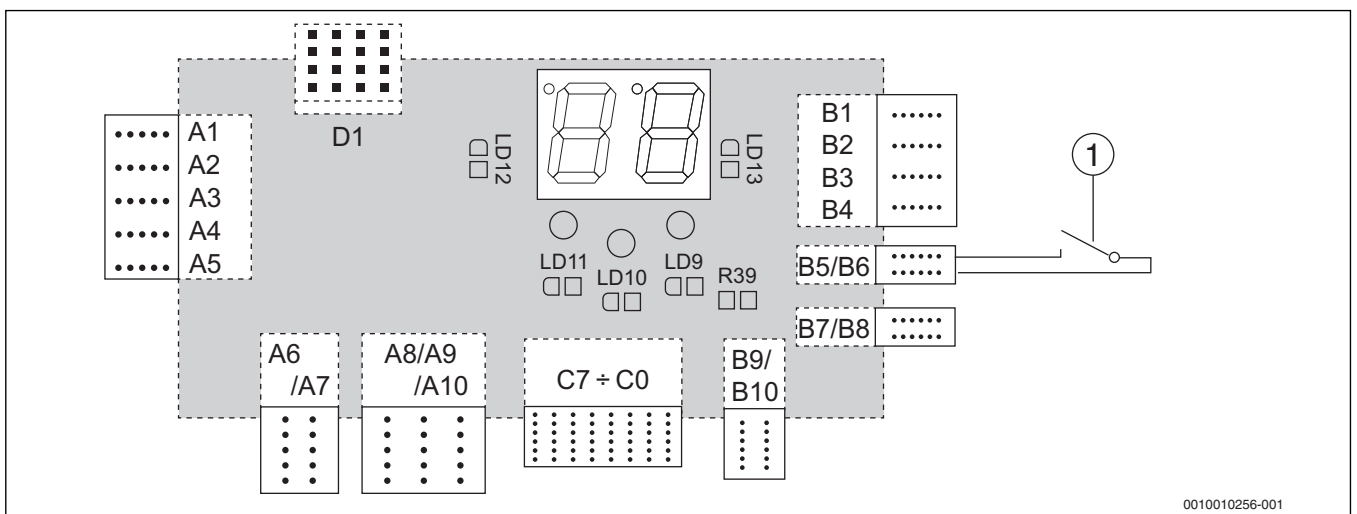 D1
A1
A2
A3
A4
A5
LD12
LD13
LD11
LD10
LD9
R39
B1
B2
B3
B4
B5/B6
B7/B8
1
A6
/A7
A8/A9
/A10
C7 ÷ C0
B9/
B10
0010010256-001